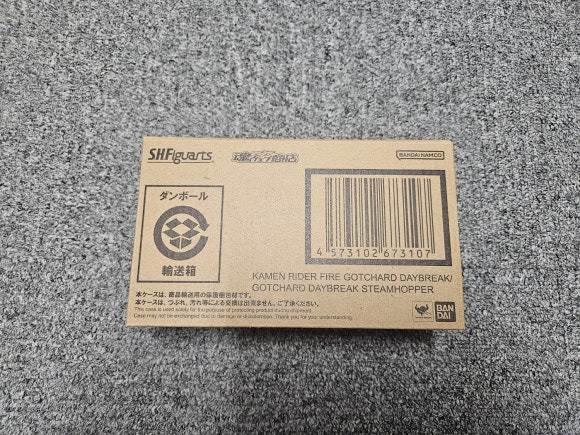 S.H.Figuarts
魂ウェブ商店
BANDAI NAMCO
ダンボール
輸送箱
4 573102 673107
KAMEN RIDER FIRE GOTCHARD DAYBREAK/
GOTCHARD DAYBREAK STEAMHOPPER
本ケースは、商品輸送用の保護梱包材です。
本ケースは、つぶれ、汚れ等による交換は出来ません。ご了承ください。
This case is used solely for the purpose of protecting product during shipment.
Case may not be exchanged due to damage or discoloration. Thank you for your understanding.
BAN
DAI